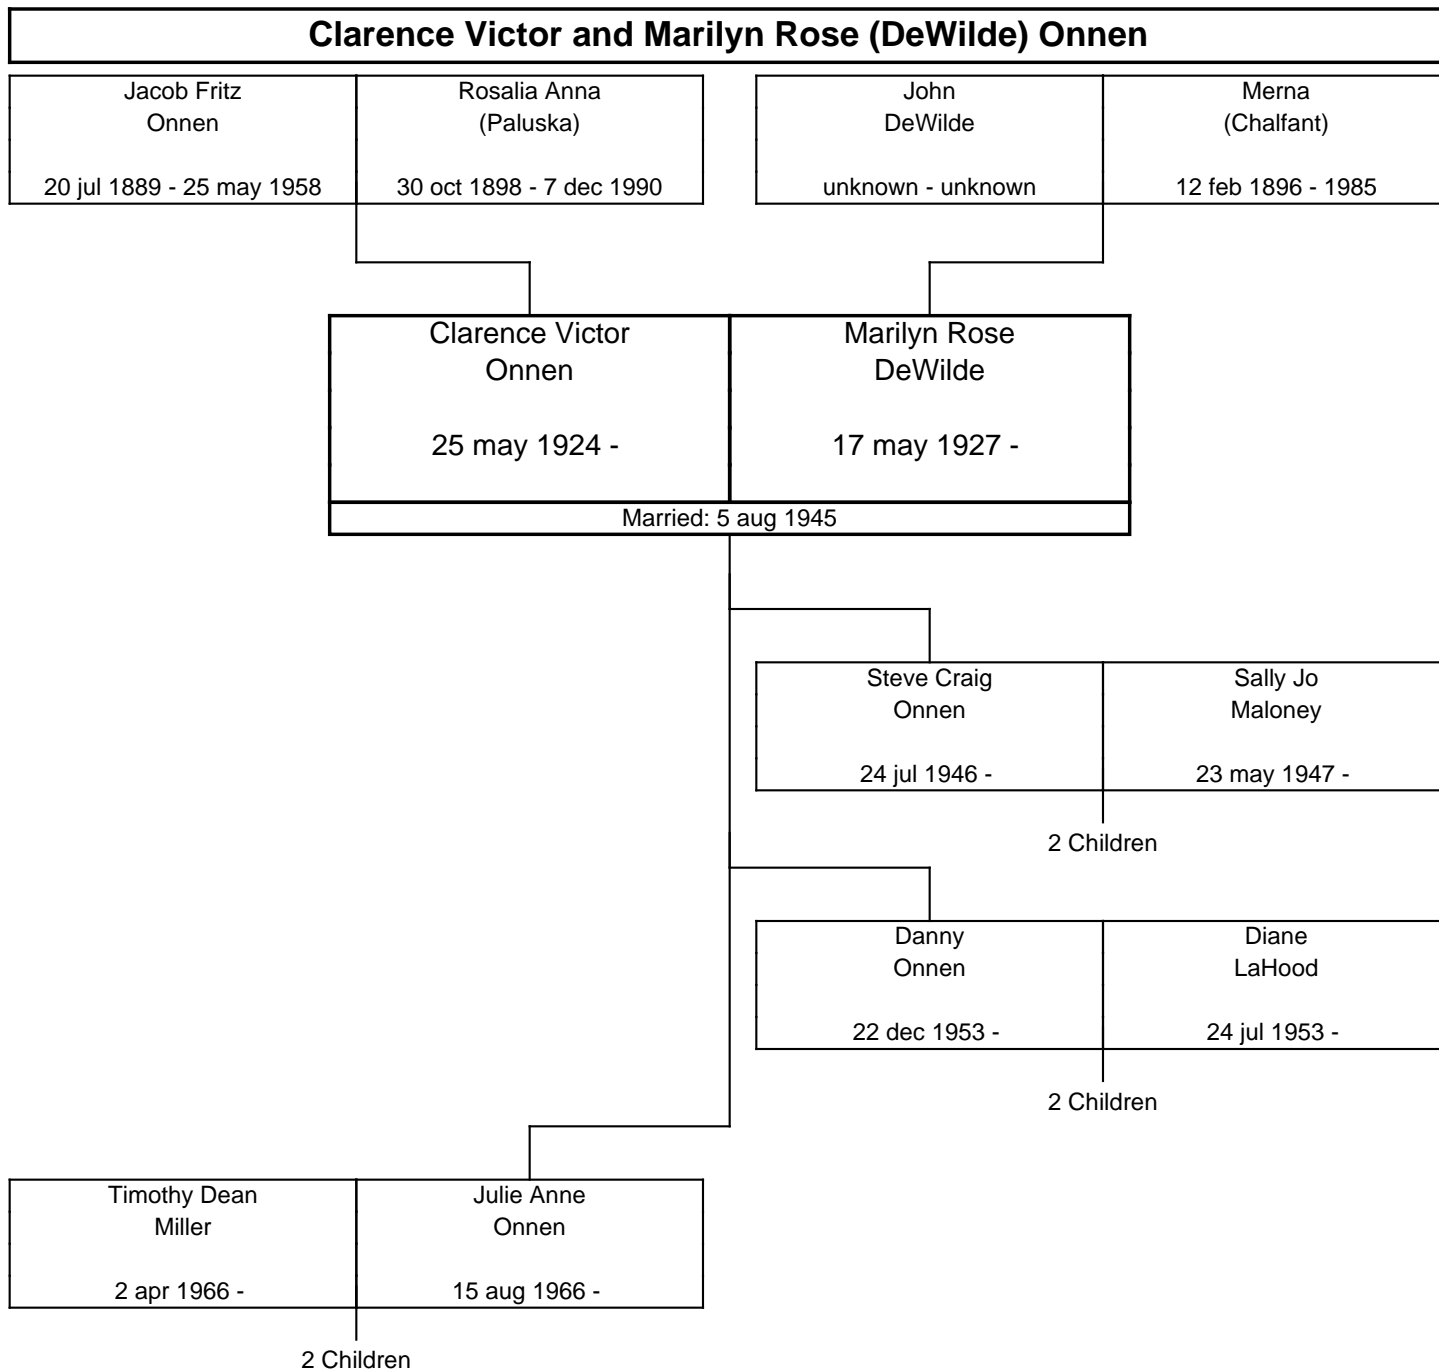 Clarence Victor and Marilyn Rose (DeWilde) Onnen
Jacob Fritz
Onnen
20 jul 1889 - 25 may 1958
Rosalia Anna
(Paluska)
30 oct 1898 - 7 dec 1990
John
DeWilde
unknown - unknown
Merna
(Chalfant)
12 feb 1896 - 1985
Clarence Victor
Onnen
25 may 1924 -
Marilyn Rose
DeWilde
17 may 1927 -
Married: 5 aug 1945
Steve Craig
Onnen
24 jul 1946 -
Sally Jo
Maloney
23 may 1947 -
2 Children
Danny
Onnen
22 dec 1953 -
Diane
LaHood
24 jul 1953 -
2 Children
Timothy Dean
Miller
2 apr 1966 -
Julie Anne
Onnen
15 aug 1966 -
2 Children